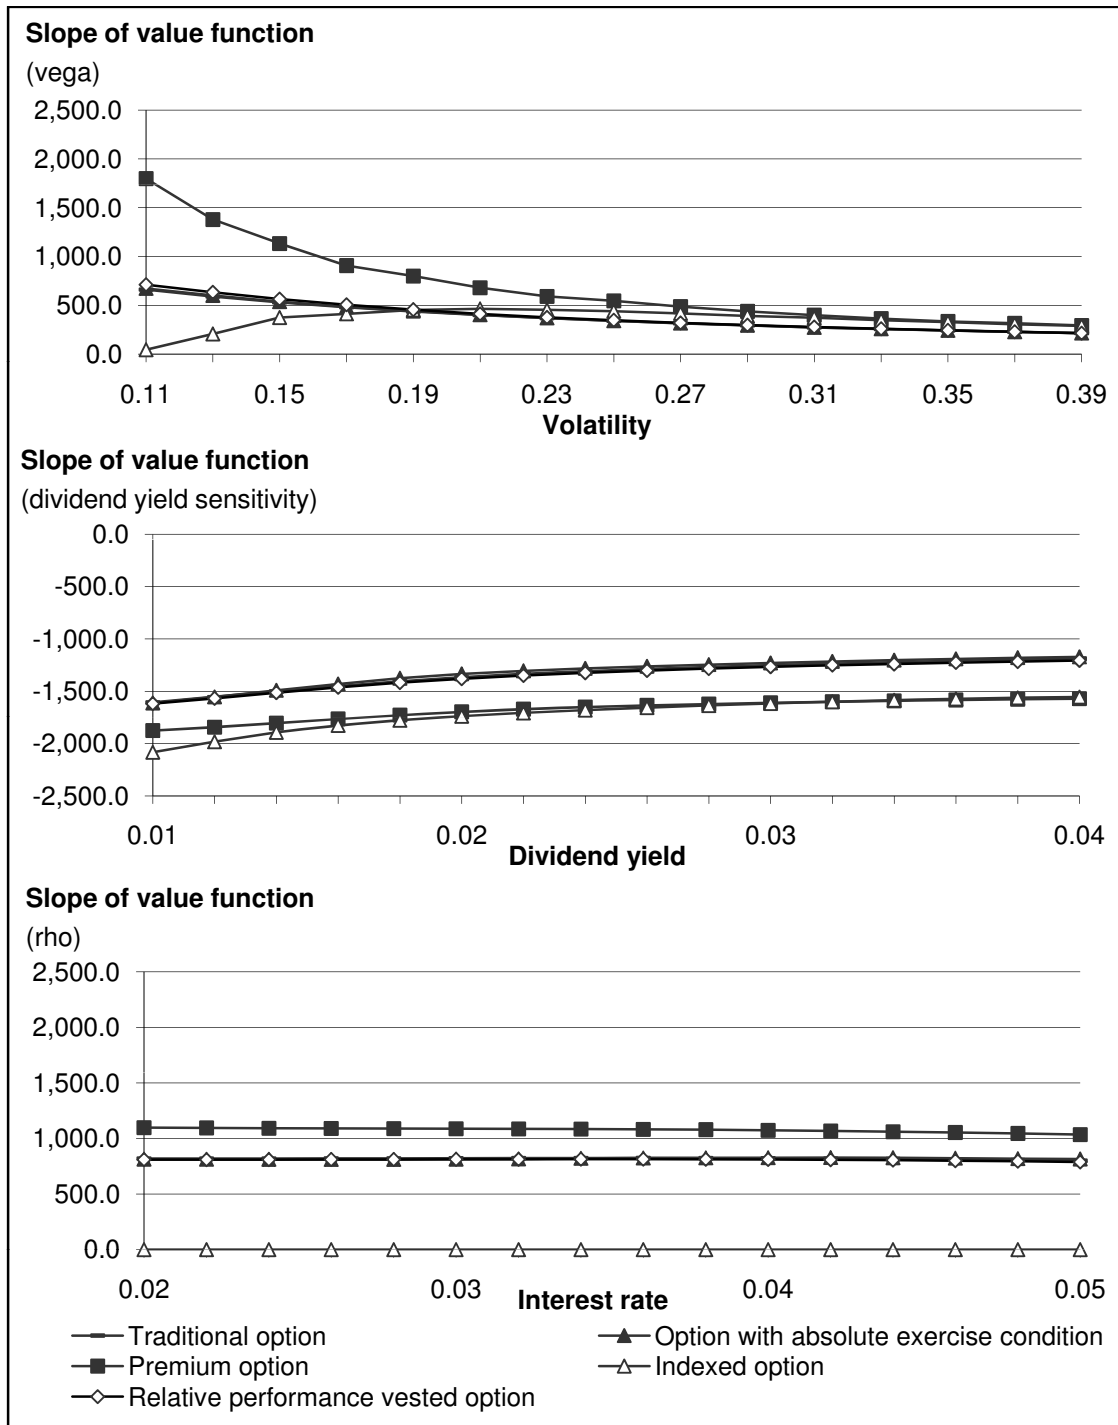 Slope of value function
(vega)
2,500.0
2,000.0
1,500.0
1,000.0
500.0
0.0
0.11 0.15 0.19 0.23 0.27 0.31 0.35 0.39
Volatility
Slope of value function
(dividend yield sensitivity)
0.0
-500.0
-1,000.0
-1,500.0
-2,000.0
-2,500.0
0.01 0.02 0.03 0.04
Dividend yield
Slope of value function
(rho)
2,500.0
2,000.0
1,500.0
1,000.0
500.0
0.0
0.02 0.03 0.04 0.05
Interest rate
Traditional option Option with absolute exercise condition
Premium option Indexed option
Relative performance vested option